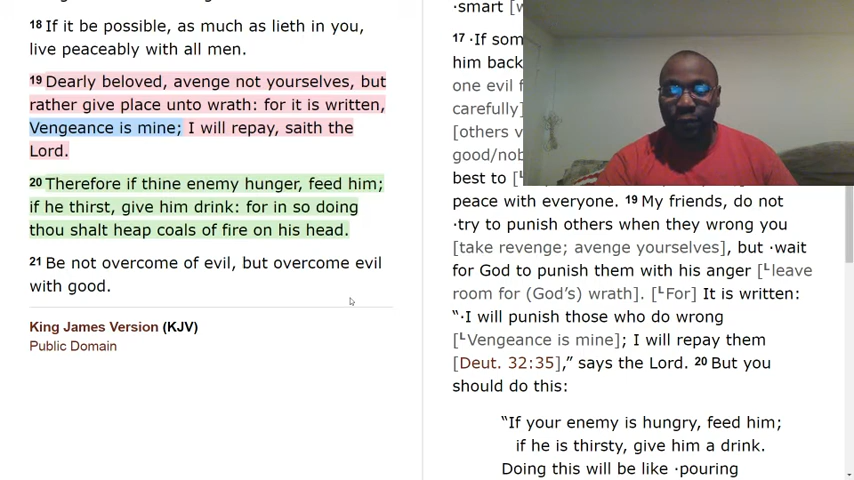 18 If it be possible, as much as lieth in you,
live peaceably with all men.
19 Dearly beloved, avenge not yourselves, but
rather give place unto wrath: for it is written,
Vengeance is mine; I will repay, saith the
Lord.
20 Therefore if thine enemy hunger, feed him;
if he thirst, give him drink: for in so doing
thou shalt heap coals of fire on his head.
21 Be not overcome of evil, but overcome evil
with good.
King James Version (KJV)
Public Domain
·smart [
17 ·If som
him back
one evil f
carefully]
[others v
good/nob
best to [L
peace with everyone. 19 My friends, do not
·try to punish others when they wrong you
[take revenge; avenge yourselves], but ·wait
for God to punish them with his anger [Lleave
room for (God's) wrath]. [LFor] It is written:
"·I will punish those who do wrong
[LVengeance is mine]; I will repay them
[Deut. 32:35]," says the Lord. 20 But you
should do this:
"If your enemy is hungry, feed him;
if he is thirsty, give him a drink.
Doing this will be like ·pouring